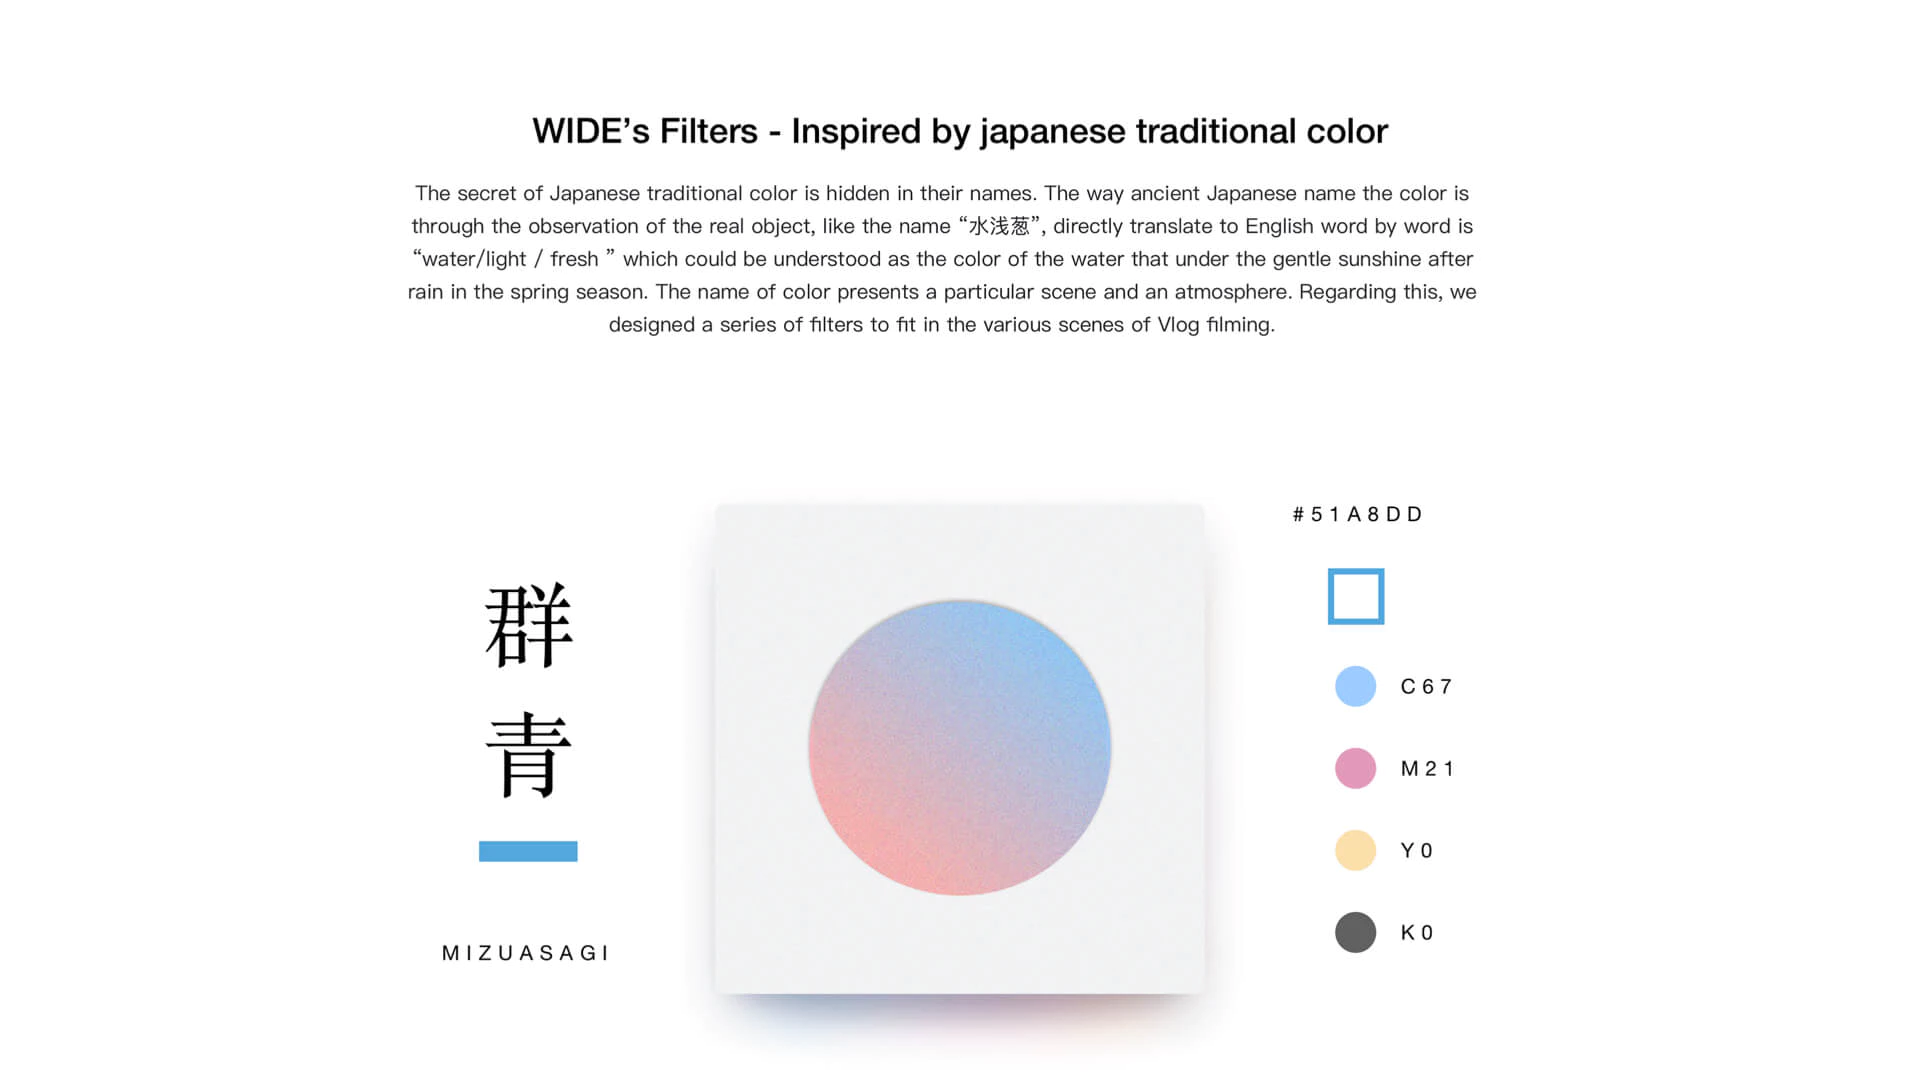 WIDE’s Filters - Inspired by japanese traditional color
The secret of Japanese traditional color is hidden in their names. The way ancient Japanese name the color is
through the observation of the real object, like the name “水浅葱”, directly translate to English word by word is
“water/light / fresh ” which could be understood as the color of the water that under the gentle sunshine after
rain in the spring season. The name of color presents a particular scene and an atmosphere. Regarding this, we
designed a series of filters to fit in the various scenes of Vlog filming.
群
青
MIZUASAGI
#51A8DD
C67
M21
Y0
K0